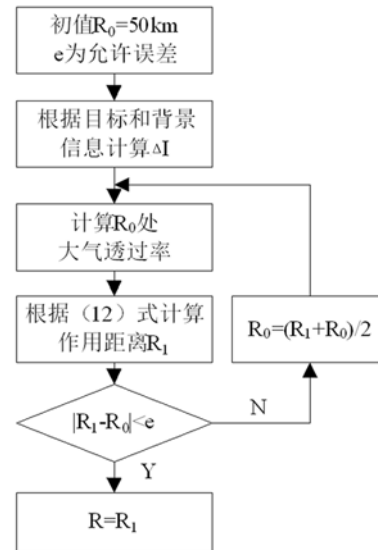 初值R₀=50km
e为允许误差
根据目标和背景
信息计算ΔI
计算R₀处
大气透过率
根据（12）式计算
作用距离R₁
R₀=(R₁+R₀)/2
|R₁-R₀|<e
N
Y
R=R₁